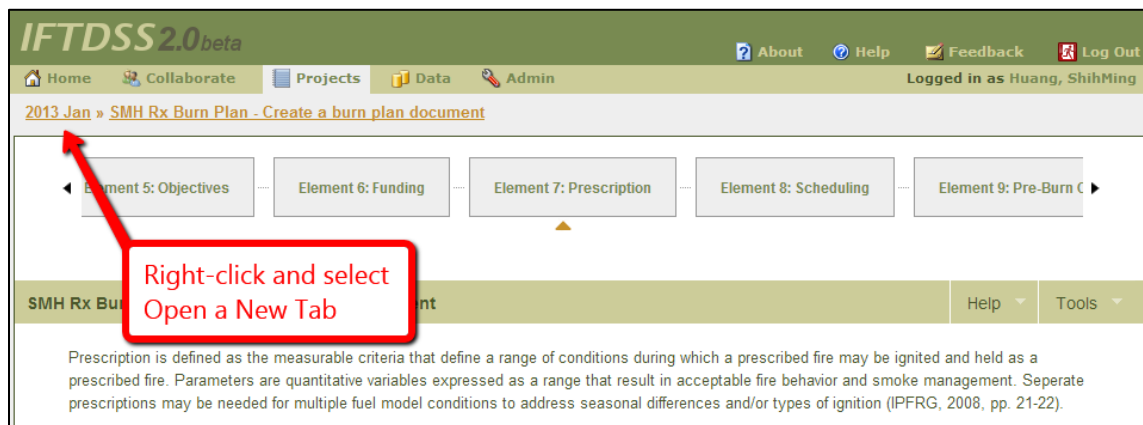 IFTDSS2.0beta
About Help Feedback Log Out
Home Collaborate Projects Data Admin Logged in as Huang, ShihMing
2013 Jan » SMH Rx Burn Plan - Create a burn plan document
Element 5: Objectives Element 6: Funding Element 7: Prescription Element 8: Scheduling Element 9: Pre-Burn C
Right-click and select
Open a New Tab
SMH Rx Bur nt Help Tools
Prescription is defined as the measurable criteria that define a range of conditions during which a prescribed fire may be ignited and held as a
prescribed fire. Parameters are quantitative variables expressed as a range that result in acceptable fire behavior and smoke management. Seperate
prescriptions may be needed for multiple fuel model conditions to address seasonal differences and/or types of ignition (IPFRG, 2008, pp. 21-22).